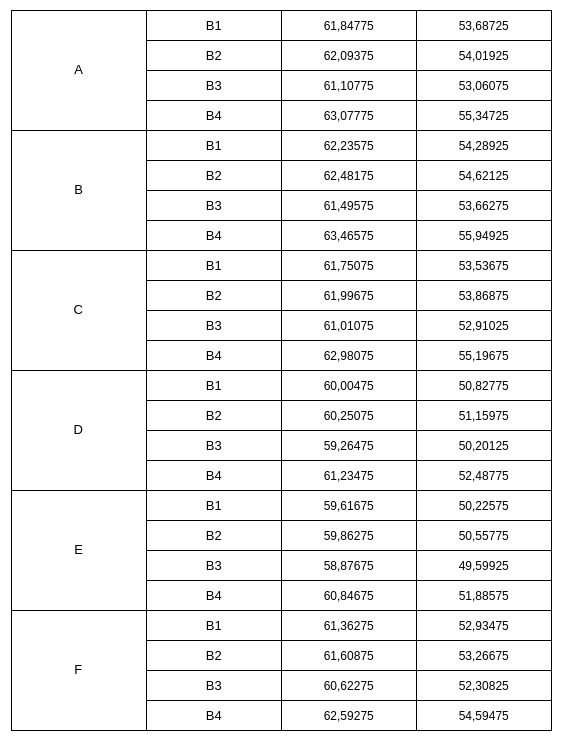 A
B1 61,84775 53,68725
B2 62,09375 54,01925
B3 61,10775 53,06075
B4 63,07775 55,34725
B
B1 62,23575 54,28925
B2 62,48175 54,62125
B3 61,49575 53,66275
B4 63,46575 55,94925
C
B1 61,75075 53,53675
B2 61,99675 53,86875
B3 61,01075 52,91025
B4 62,98075 55,19675
D
B1 60,00475 50,82775
B2 60,25075 51,15975
B3 59,26475 50,20125
B4 61,23475 52,48775
E
B1 59,61675 50,22575
B2 59,86275 50,55775
B3 58,87675 49,59925
B4 60,84675 51,88575
F
B1 61,36275 52,93475
B2 61,60875 53,26675
B3 60,62275 52,30825
B4 62,59275 54,59475